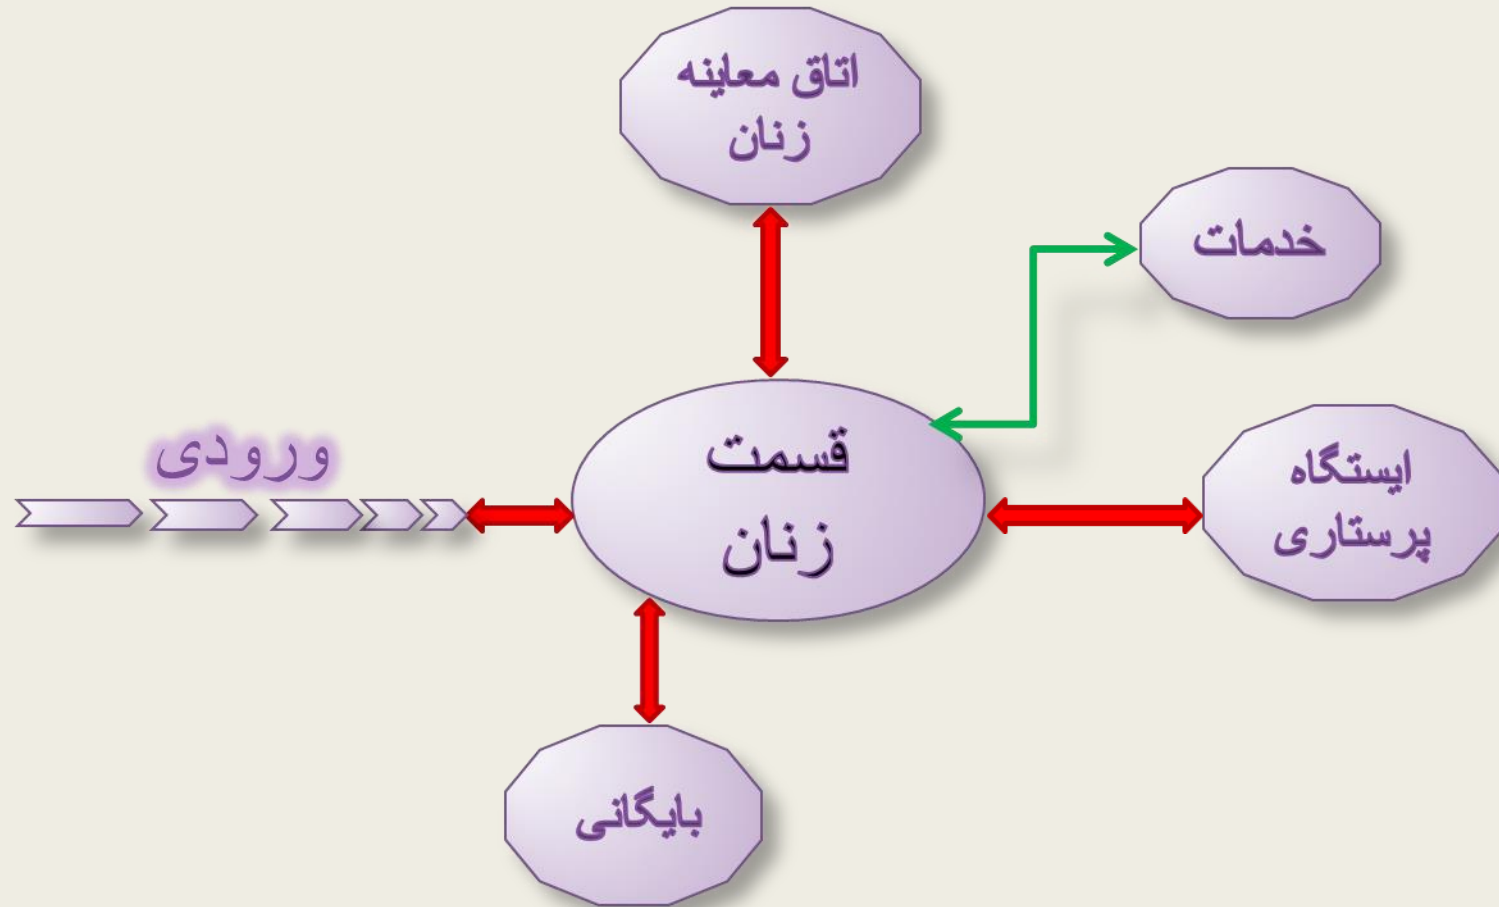 اتاق معاینه
زنان
خدمات
ورودی
قسمت
زنان
ایستگاه
پرستاری
بایگانی